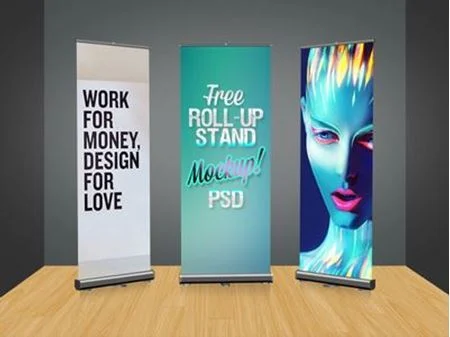 WORK
FOR
MONEY,
DESIGN
FOR
LOVE
Free
ROLL-UP
STAND
Mockup!
PSD